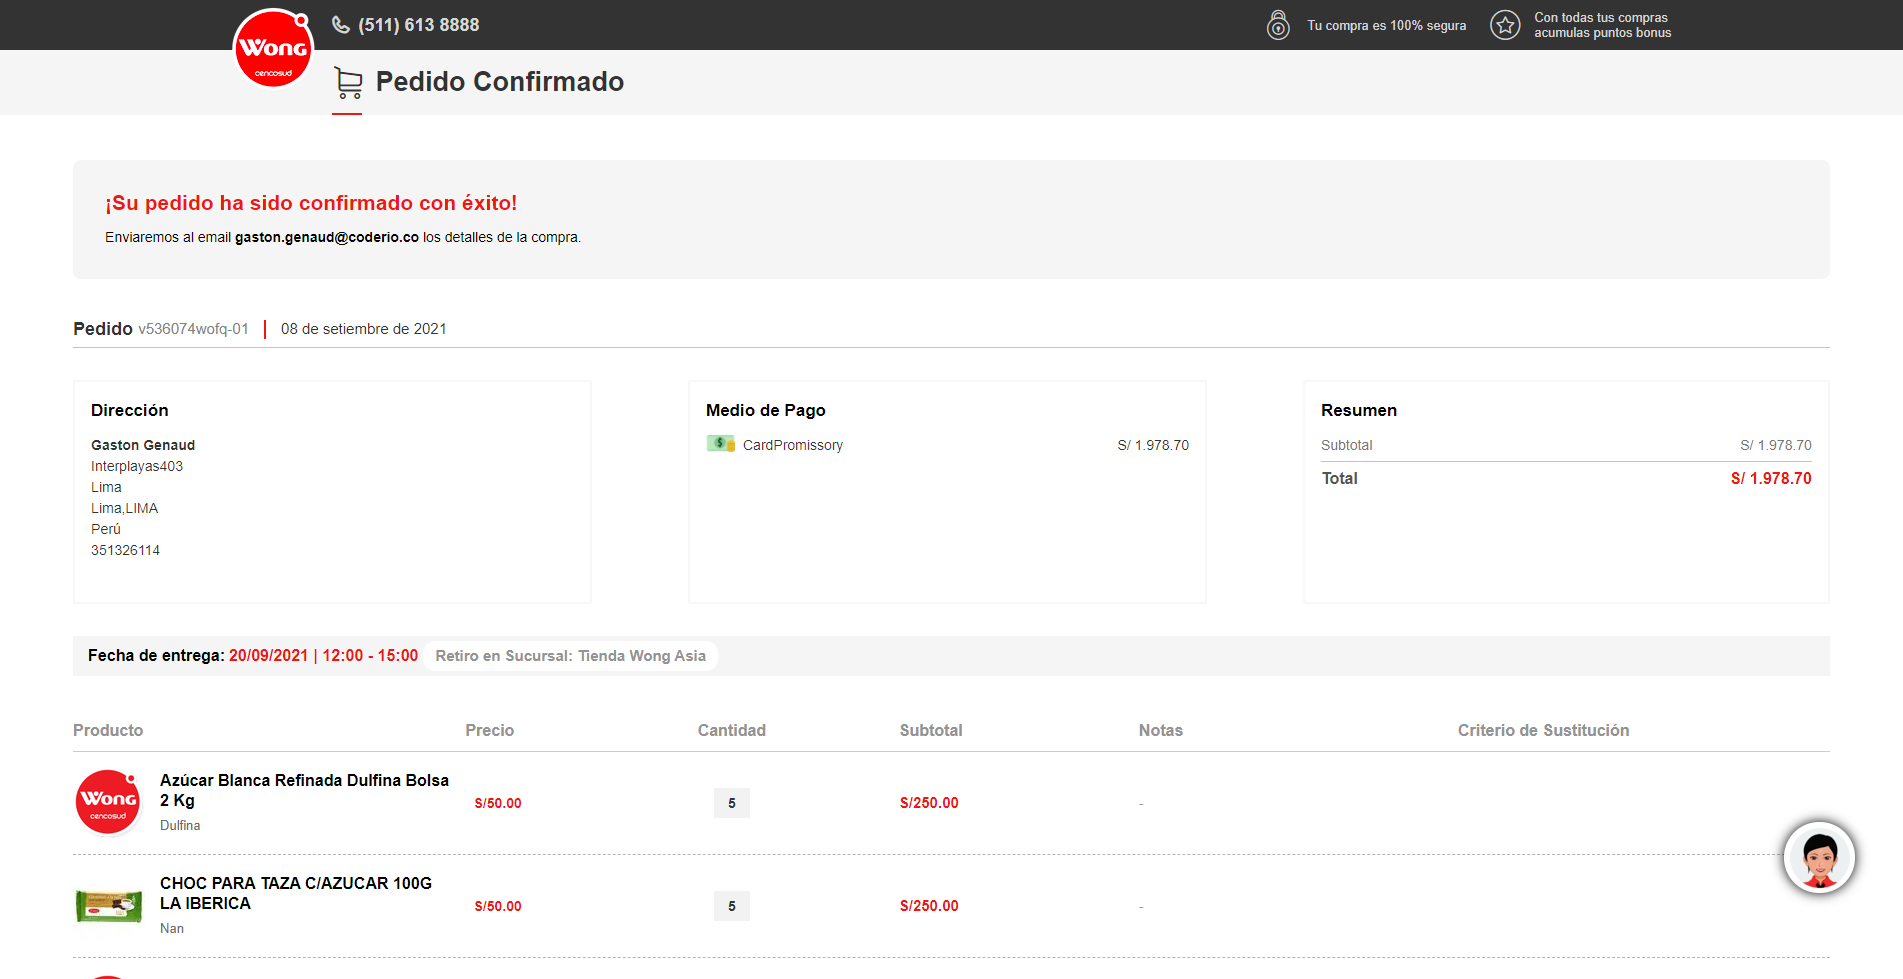 (511) 613 8888
Tu compra es 100% segura
Con todas tus compras
acumulas puntos bonus
Wong
cencosud
Pedido Confirmado
¡Su pedido ha sido confirmado con éxito!
Enviaremos al email gaston.genaud@coderio.co los detalles de la compra.
Pedido v536074wofq-01 08 de setiembre de 2021
Dirección
Gaston Genaud
Interplayas403
Lima
Lima,LIMA
Perú
351326114
Medio de Pago
CardPromissory S/ 1.978.70
Resumen
Subtotal S/ 1.978.70
Total S/ 1.978.70
Fecha de entrega: 20/09/2021 | 12:00 - 15:00 Retiro en Sucursal: Tienda Wong Asia
Producto Precio Cantidad Subtotal Notas Criterio de Sustitución
Wong
cencosud
Azúcar Blanca Refinada Dulfina Bolsa
2 Kg
Dulfina
S/50.00 5 S/250.00 -
CHOC PARA TAZA C/AZUCAR 100G
LA IBERICA
Nan
S/50.00 5 S/250.00 -